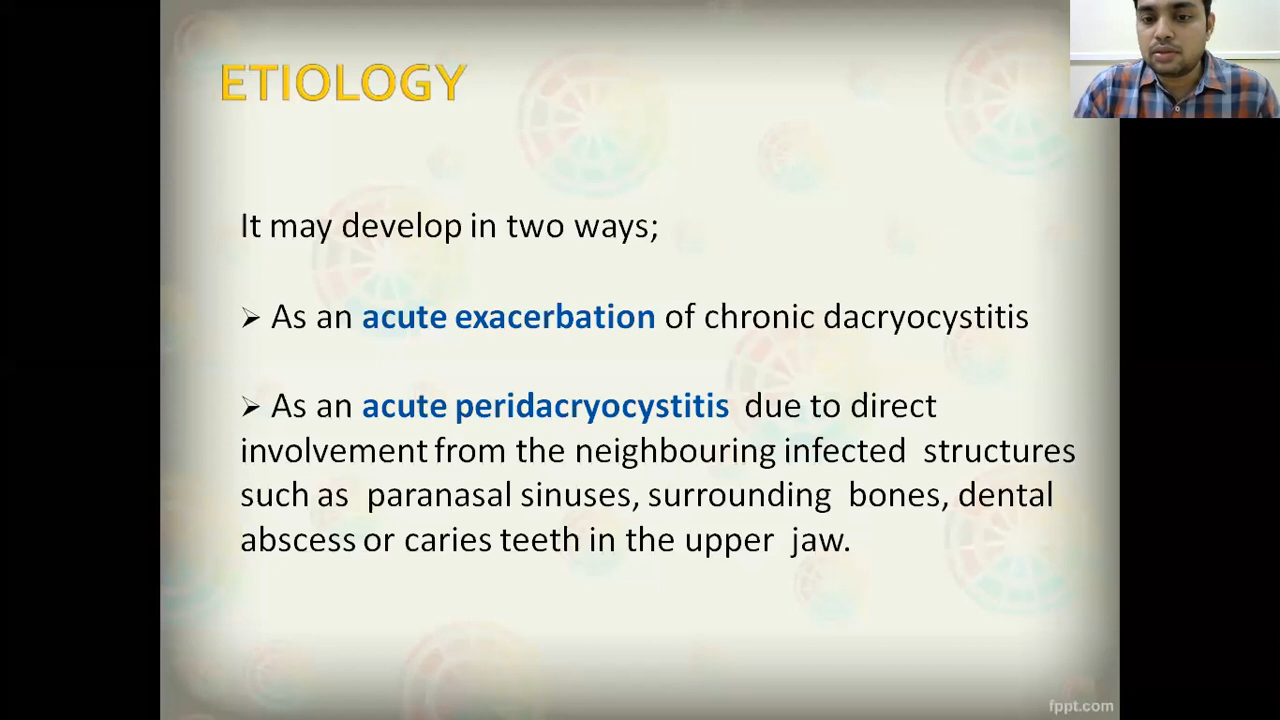 ETIOLOGY
It may develop in two ways;
➢ As an acute exacerbation of chronic dacryocystitis
➢ As an acute peridacryocystitis due to direct
involvement from the neighbouring infected structures
such as paranasal sinuses, surrounding bones, dental
abscess or caries teeth in the upper jaw.
fppt.com